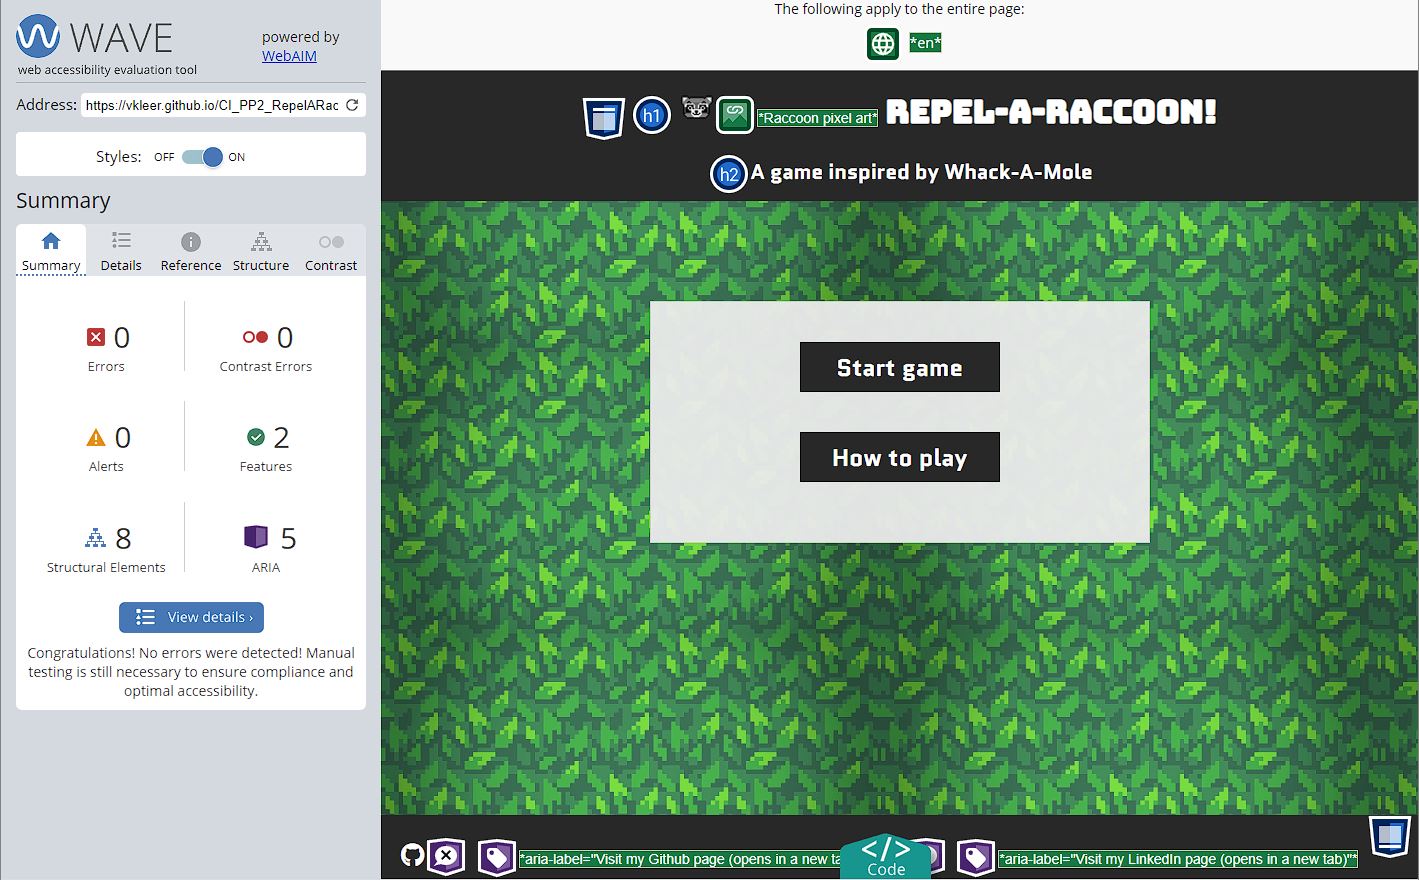 WAVE
web accessibility evaluation tool
powered by
WebAIM
Address: https://vkleer.github.io/CI_PP2_RepelARac
Styles: OFF ON
Summary
Summary Details Reference Structure Contrast
0 Errors
0 Contrast Errors
0 Alerts
2 Features
8 Structural Elements
5 ARIA
View details ›
Congratulations! No errors were detected! Manual
testing is still necessary to ensure compliance and
optimal accessibility.
The following apply to the entire page:
*en*
h1 *Raccoon pixel art* REPEL-A-RACCOON!
h2 A game inspired by Whack-A-Mole
Start game
How to play
*aria-label="Visit my Github page (opens in a new ta
</> Code
*aria-label="Visit my LinkedIn page (opens in a new tab)"*